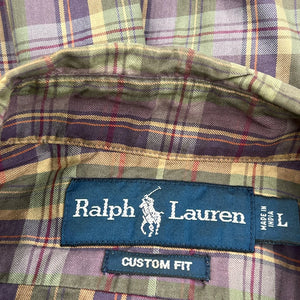 Ralph Lauren
MADE IN
INDIA
L
CUSTOM FIT